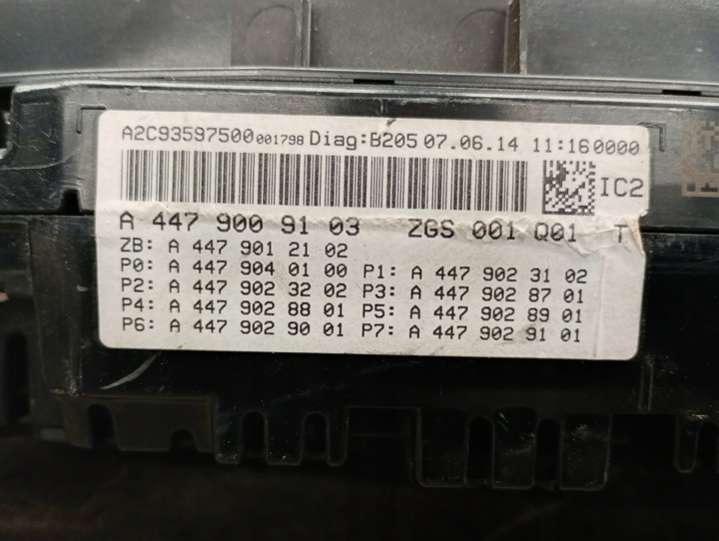 A2C93597500001798 Diag:B205 07.06.14 11:160000
IC2
A 447 900 91 03 ZGS 001 Q01 T
ZB: A 447 901 21 02
P0: A 447 904 01 00 P1: A 447 902 31 02
P2: A 447 902 32 02 P3: A 447 902 87 01
P4: A 447 902 88 01 P5: A 447 902 89 01
P6: A 447 902 90 01 P7: A 447 902 91 01